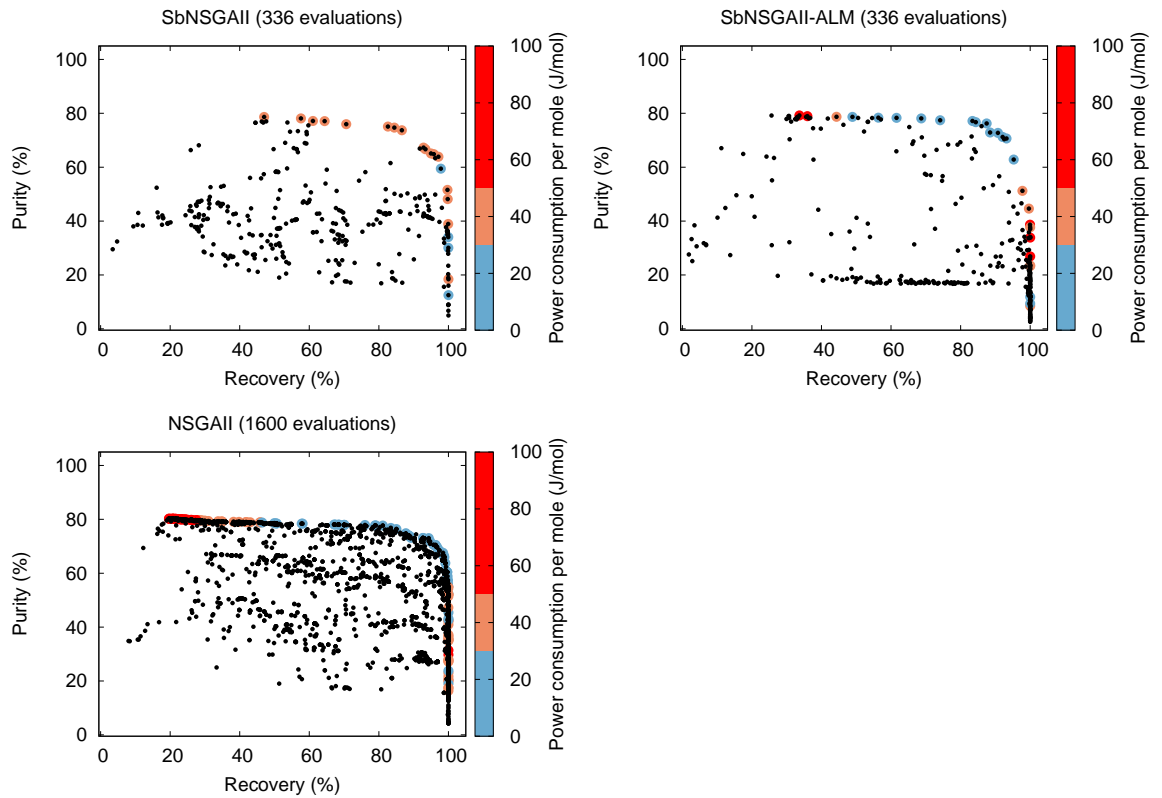 SbNSGAII (336 evaluations)
100
80
60
40
20
0
Purity (%)
0 20 40 60 80 100
Recovery (%)
100
80
60
40
20
0
Power consumption per mole (J/mol)
SbNSGAII-ALM (336 evaluations)
100
80
60
40
20
0
Purity (%)
0 20 40 60 80 100
Recovery (%)
100
80
60
40
20
0
Power consumption per mole (J/mol)
NSGAII (1600 evaluations)
100
80
60
40
20
0
Purity (%)
0 20 40 60 80 100
Recovery (%)
100
80
60
40
20
0
Power consumption per mole (J/mol)